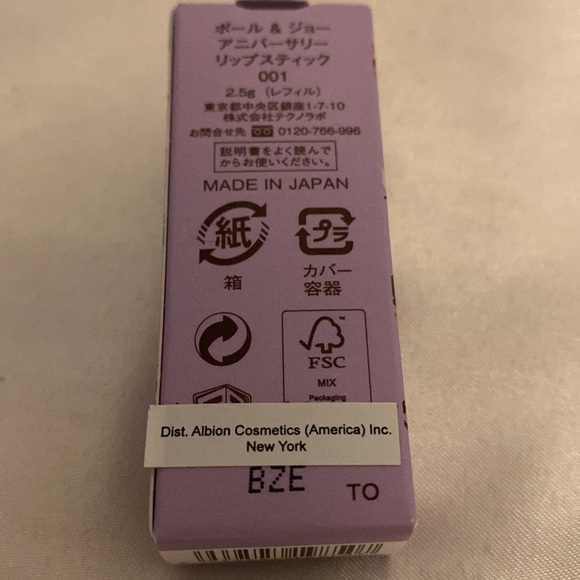 ポール & ジョー
アニバーサリー
リップスティック
001
2.5g（レフィル）
東京都中央区銀座1-7-10
株式会社テクノラボ
お問合せ先 0120-766-996
説明書をよく読んで
からお使いください。
MADE IN JAPAN
紙
プラ
箱
カバー
容器
FSC
MIX
Packaging
Dist. Albion Cosmetics (America) Inc.
New York
BZE
TO